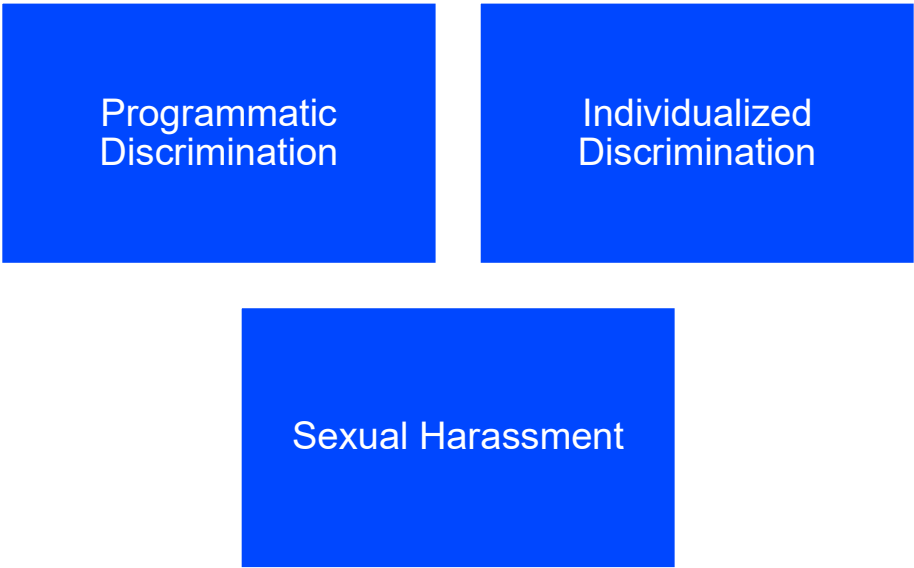 Programmatic
Discrimination
Individualized
Discrimination
Sexual Harassment